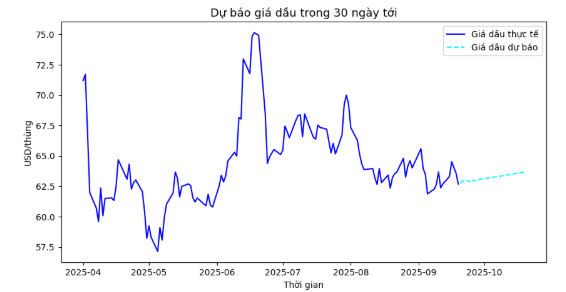 Dự báo giá dầu trong 30 ngày tới
Giá dầu thực tế
Giá dầu dự báo
USD/thùng
75.0
72.5
70.0
67.5
65.0
62.5
60.0
57.5
2025-04 2025-05 2025-06 2025-07 2025-08 2025-09 2025-10
Thời gian